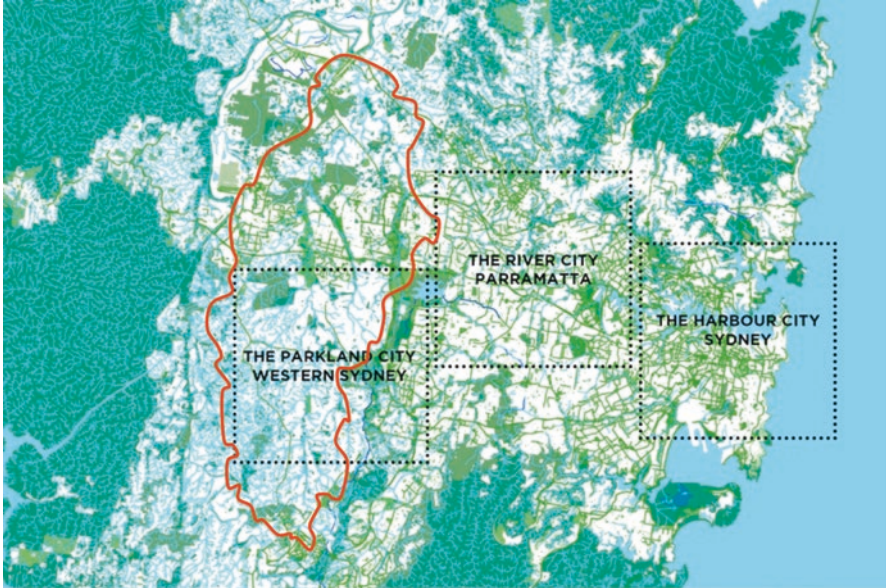 THE RIVER CITY
PARRAMATTA
THE HARBOUR CITY
SYDNEY
THE PARKLAND CITY
WESTERN SYDNEY